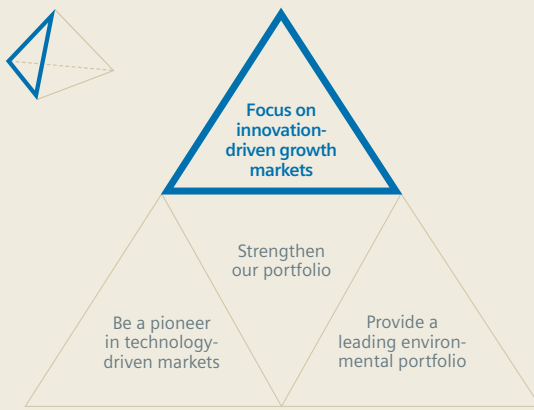 Focus on
innovation-
driven growth
markets
Strengthen
our portfolio
Be a pioneer
in technology-
driven markets
Provide a
leading environ-
mental portfolio